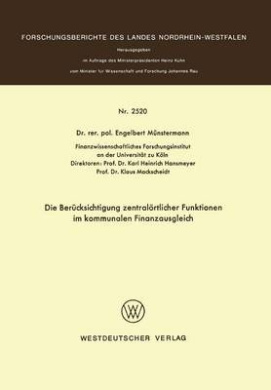 FORSCHUNGSBERICHTE DES LANDES NORDRHEIN-WESTFALEN
Herausgegeben
im Auftrage des Ministerpräsidenten Heinz Kühn
vom Minister für Wissenschaft und Forschung Johannes Rau
Nr. 2520
Dr. rer. pol. Engelbert Münstermann
Finanzwissenschaftliches Forschungsinstitut
an der Universität zu Köln
Direktoren: Prof. Dr. Karl Heinrich Hansmeyer
Prof. Dr. Klaus Mackscheidt
Die Berücksichtigung zentralörtlicher Funktionen
im kommunalen Finanzausgleich
WESTDEUTSCHER VERLAG